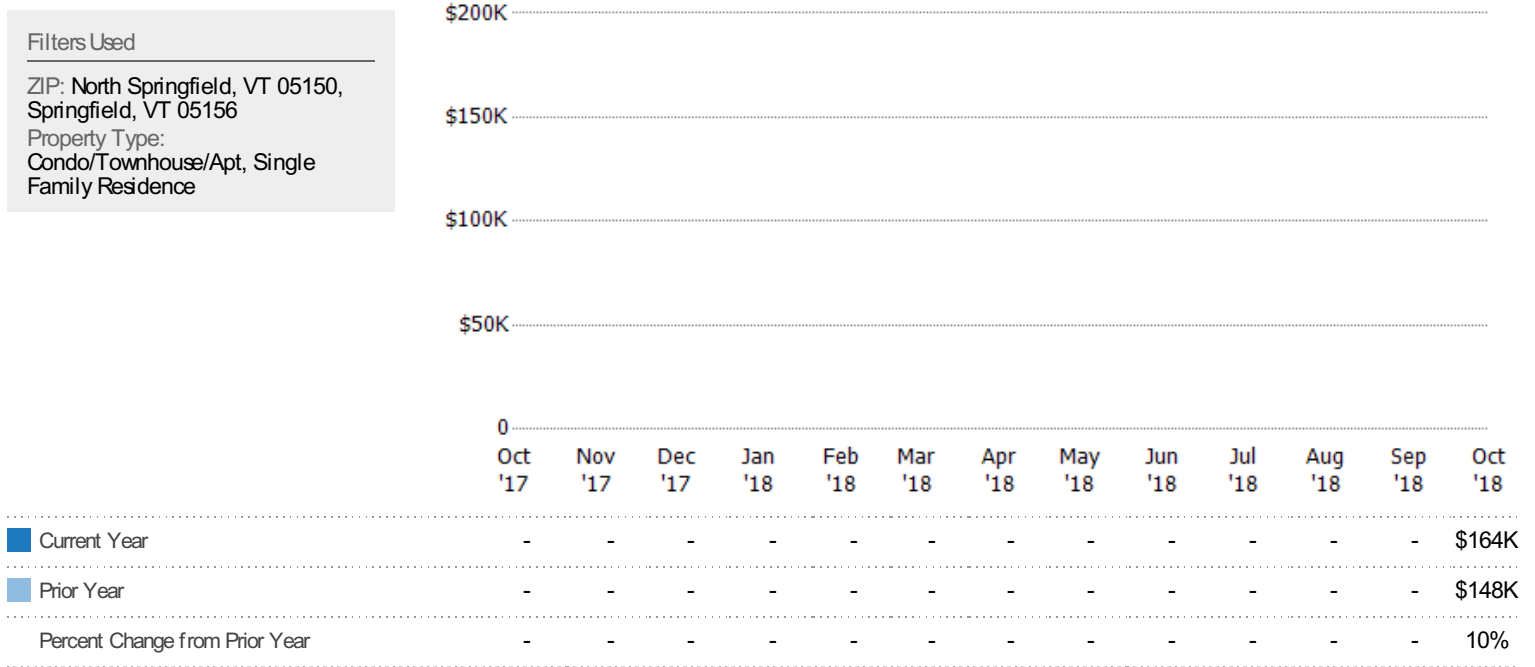 Filters Used
ZIP: North Springfield, VT 05150,
Springfield, VT 05156
Property Type:
Condo/Townhouse/Apt, Single
Family Residence
$200K
$150K
$100K
$50K
0
Oct Nov Dec Jan Feb Mar Apr May Jun Jul Aug Sep Oct
'17 '17 '17 '18 '18 '18 '18 '18 '18 '18 '18 '18 '18
Current Year - - - - - - - - - - - - $164K
Prior Year - - - - - - - - - - - - $148K
Percent Change from Prior Year - - - - - - - - - - - - 10%